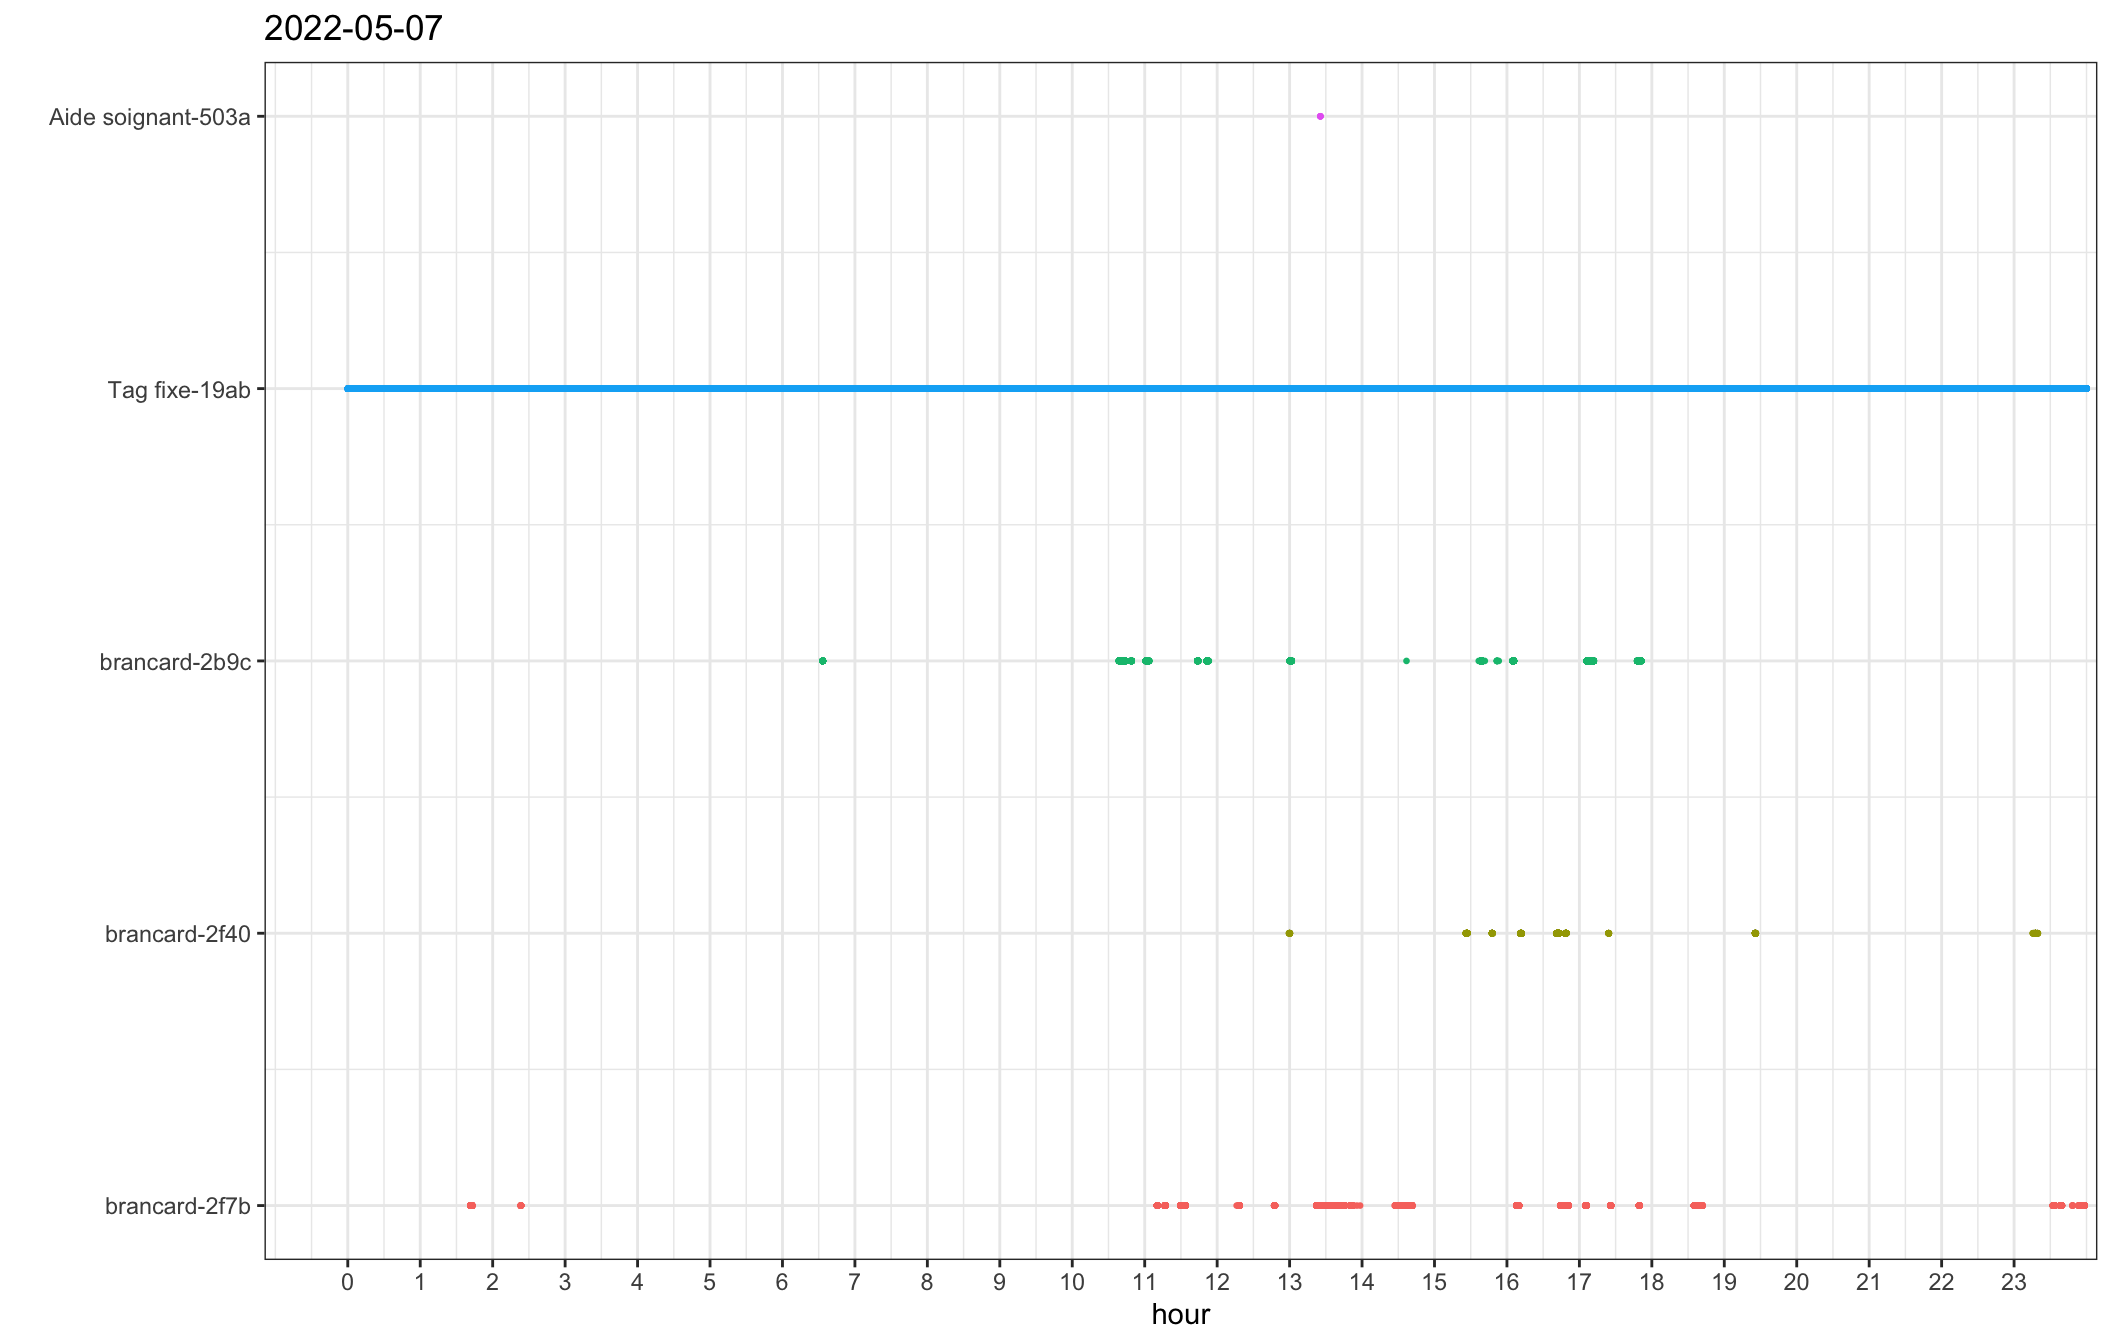 2022-05-07
Aide soignant-503a
Tag fixe-19ab
brancard-2b9c
brancard-2f40
brancard-2f7b
0 1 2 3 4 5 6 7 8 9 10 11 12 13 14 15 16 17 18 19 20 21 22 23
hour